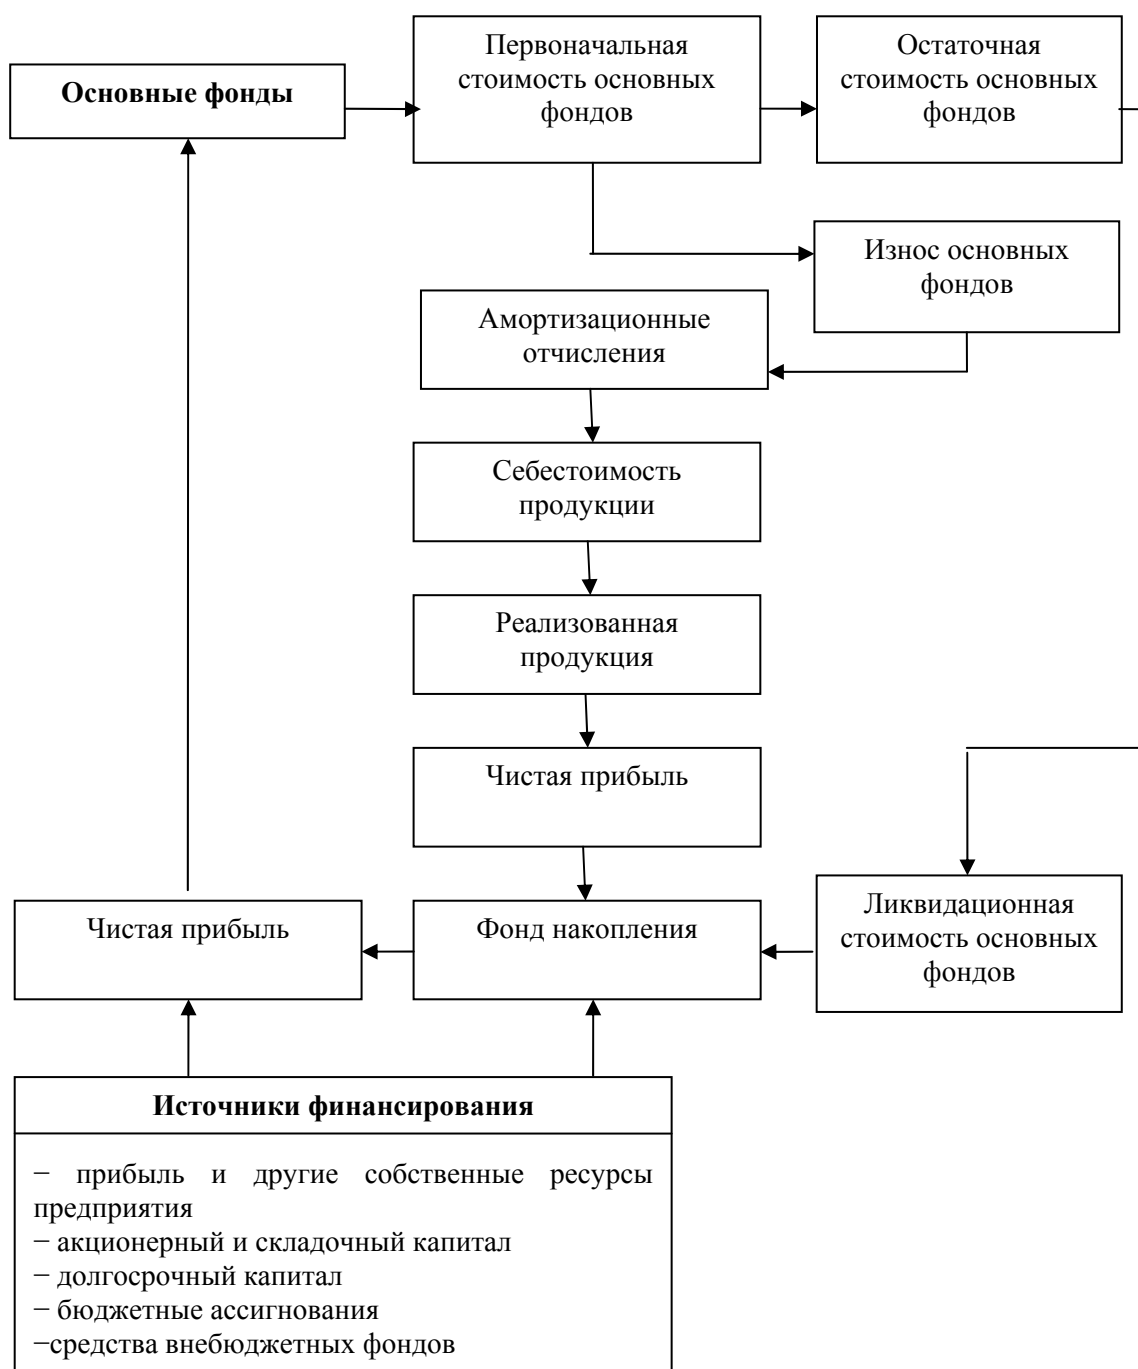 Основные фонды
Первоначальная
стоимость основных
фондов
Остаточная
стоимость основных
фондов
Износ основных
фондов
Амортизационные
отчисления
Себестоимость
продукции
Реализованная
продукция
Чистая прибыль
Чистая прибыль
Фонд накопления
Ликвидационная
стоимость основных
фондов
Источники финансирования
− прибыль и другие собственные ресурсы
предприятия
− акционерный и складочный капитал
− долгосрочный капитал
− бюджетные ассигнования
−средства внебюджетных фондов